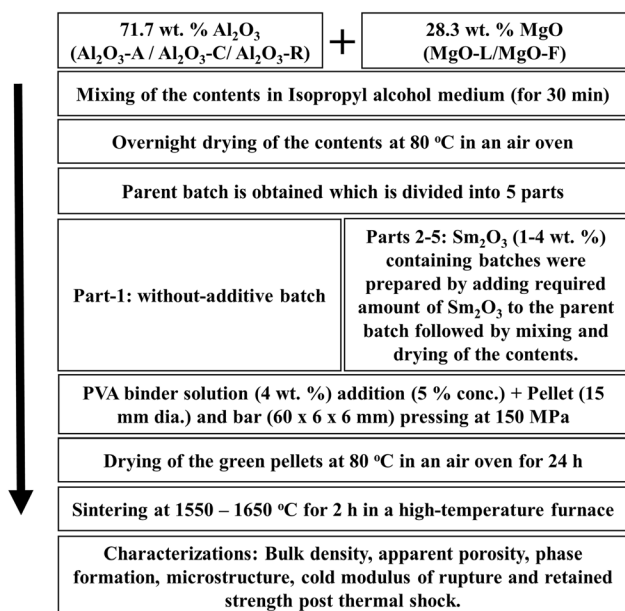 71.7 wt. % Al₂O₃
(Al₂O₃-A / Al₂O₃-C/ Al₂O₃-R)
+
28.3 wt. % MgO
(MgO-L/MgO-F)
Mixing of the contents in Isopropyl alcohol medium (for 30 min)
Overnight drying of the contents at 80 ᵒC in an air oven
Parent batch is obtained which is divided into 5 parts
Part-1: without-additive batch
Parts 2-5: Sm₂O₃ (1-4 wt. %)
containing batches were
prepared by adding required
amount of Sm₂O₃ to the parent
batch followed by mixing and
drying of the contents.
PVA binder solution (4 wt. %) addition (5 % conc.) + Pellet (15
mm dia.) and bar (60 x 6 x 6 mm) pressing at 150 MPa
Drying of the green pellets at 80 ᵒC in an air oven for 24 h
Sintering at 1550 – 1650 ᵒC for 2 h in a high-temperature furnace
Characterizations: Bulk density, apparent porosity, phase
formation, microstructure, cold modulus of rupture and retained
strength post thermal shock.